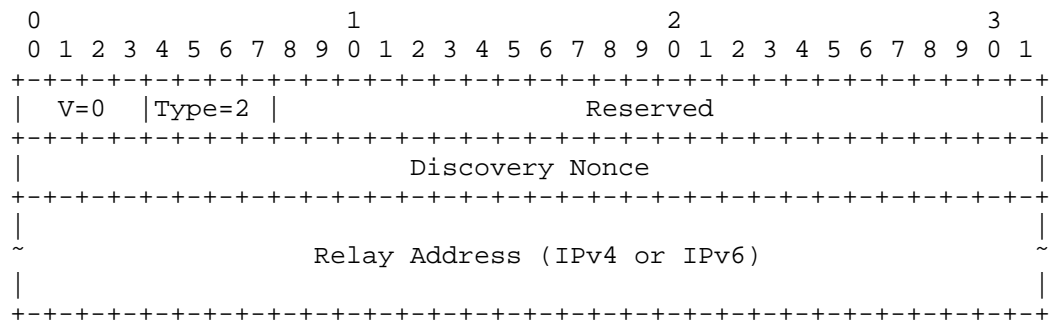 0                   1                   2                   3
 0 1 2 3 4 5 6 7 8 9 0 1 2 3 4 5 6 7 8 9 0 1 2 3 4 5 6 7 8 9 0 1
+-+-+-+-+-+-+-+-+-+-+-+-+-+-+-+-+-+-+-+-+-+-+-+-+-+-+-+-+-+-+-+-+
|  V=0  |Type=2 |                   Reserved                    |
+-+-+-+-+-+-+-+-+-+-+-+-+-+-+-+-+-+-+-+-+-+-+-+-+-+-+-+-+-+-+-+-+
|                        Discovery Nonce                        |
+-+-+-+-+-+-+-+-+-+-+-+-+-+-+-+-+-+-+-+-+-+-+-+-+-+-+-+-+-+-+-+-+
|                                                               |
~                  Relay Address (IPv4 or IPv6)                 ~
|                                                               |
+-+-+-+-+-+-+-+-+-+-+-+-+-+-+-+-+-+-+-+-+-+-+-+-+-+-+-+-+-+-+-+-+